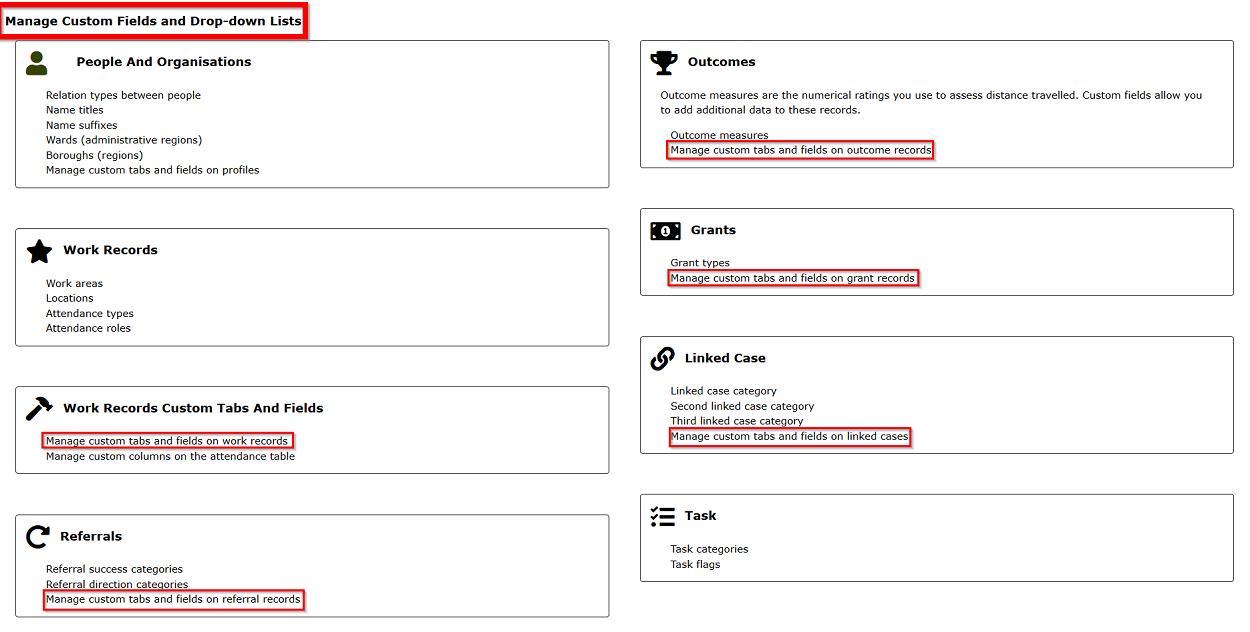 Manage Custom Fields and Drop-down Lists
People And Organisations
Relation types between people
Name titles
Name suffixes
Wards (administrative regions)
Boroughs (regions)
Manage custom tabs and fields on profiles
Work Records
Work areas
Locations
Attendance types
Attendance roles
Work Records Custom Tabs And Fields
Manage custom tabs and fields on work records
Manage custom columns on the attendance table
Referrals
Referral success categories
Referral direction categories
Manage custom tabs and fields on referral records
Outcomes
Outcome measures are the numerical ratings you use to assess distance travelled. Custom fields allow you
to add additional data to these records.
Outcome measures
Manage custom tabs and fields on outcome records
1
Grants
Grant types
Manage custom tabs and fields on grant records
Linked Case
Linked case category
Second linked case category
Third linked case category
Manage custom tabs and fields on linked cases
Task
Task categories
Task flags